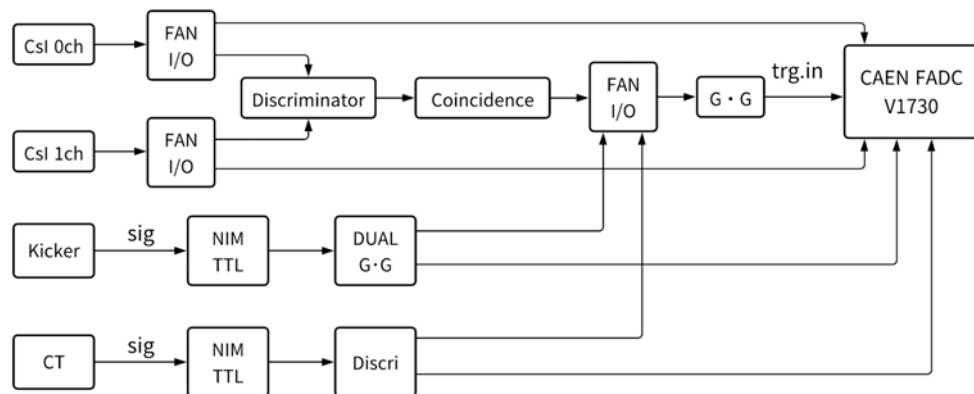 CsI 0ch
FAN
I/O
Discriminator
Coincidence
FAN
I/O
G・G
trg.in
CAEN FADC
V1730
CsI 1ch
FAN
I/O
Kicker
sig
NIM
TTL
DUAL
G·G
CT
sig
NIM
TTL
Discri